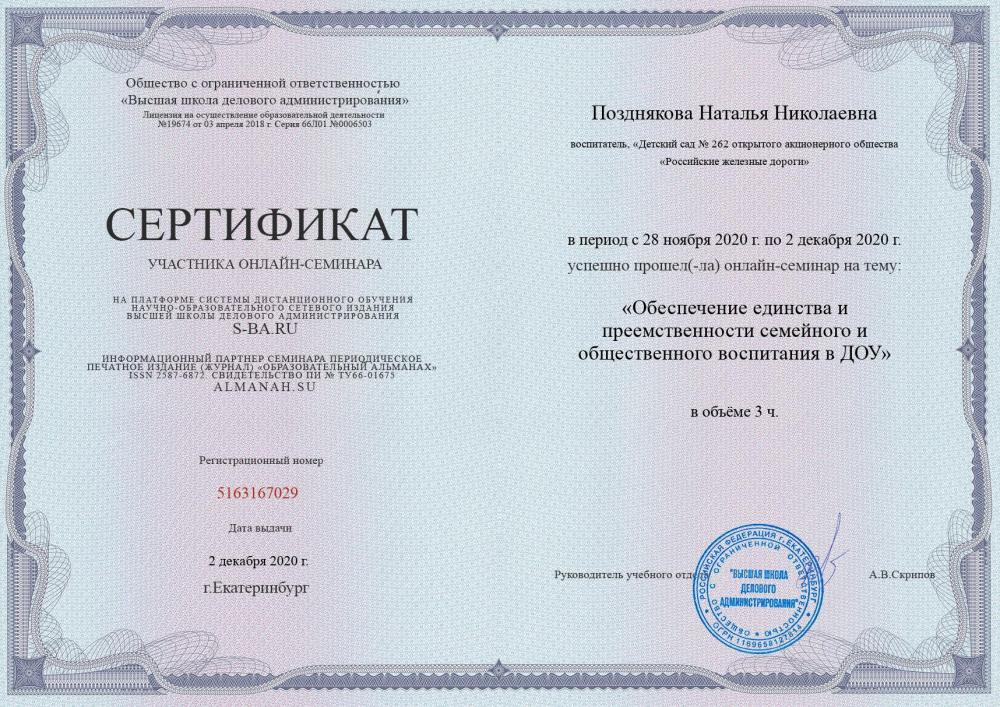 Общество с ограниченной ответственностью
«Высшая школа делового администрирования»
Лицензия на осуществление образовательной деятельности
№19674 от 03 апреля 2018 г. Серия 66Л01 №0006503
СЕРТИФИКАТ
УЧАСТНИКА ОНЛАЙН-СЕМИНАРА
НА ПЛАТФОРМЕ СИСТЕМЫ ДИСТАНЦИОННОГО ОБУЧЕНИЯ
НАУЧНО-ОБРАЗОВАТЕЛЬНОГО СЕТЕВОГО ИЗДАНИЯ
ВЫСШЕЙ ШКОЛЫ ДЕЛОВОГО АДМИНИСТРИРОВАНИЯ
S-BA.RU
ИНФОРМАЦИОННЫЙ ПАРТНЕР СЕМИНАРА ПЕРИОДИЧЕСКОЕ
ПЕЧАТНОЕ ИЗДАНИЕ (ЖУРНАЛ) «ОБРАЗОВАТЕЛЬНЫЙ АЛЬМАНАХ»
ISSN 2587-6872. СВИДЕТЕЛЬСТВО ПИ № ТУ66-01675
ALMANAH.SU
Регистрационный номер
5163167029
Дата выдачи
2 декабря 2020 г.
г.Екатеринбург
Позднякова Наталья Николаевна
воспитатель, «Детский сад № 262 открытого акционерного общества
«Российские железные дороги»
в период с 28 ноября 2020 г. по 2 декабря 2020 г.
успешно прошел(-ла) онлайн-семинар на тему:
«Обеспечение единства и
преемственности семейного и
общественного воспитания в ДОУ»
в объёме 3 ч.
Руководитель учебного отде
А.В.Скрипов
РОССИЙСКАЯ ФЕДЕРАЦИЯ г. ЕКАТЕРИНБУРГ
ОБЩЕСТВО С ОГРАНИЧЕННОЙ ОТВЕТСТВЕННОСТЬЮ
"ВЫСШАЯ ШКОЛА
ДЕЛОВОГО
АДМИНИСТРИРОВАНИЯ"
ОГРН 1169658127814